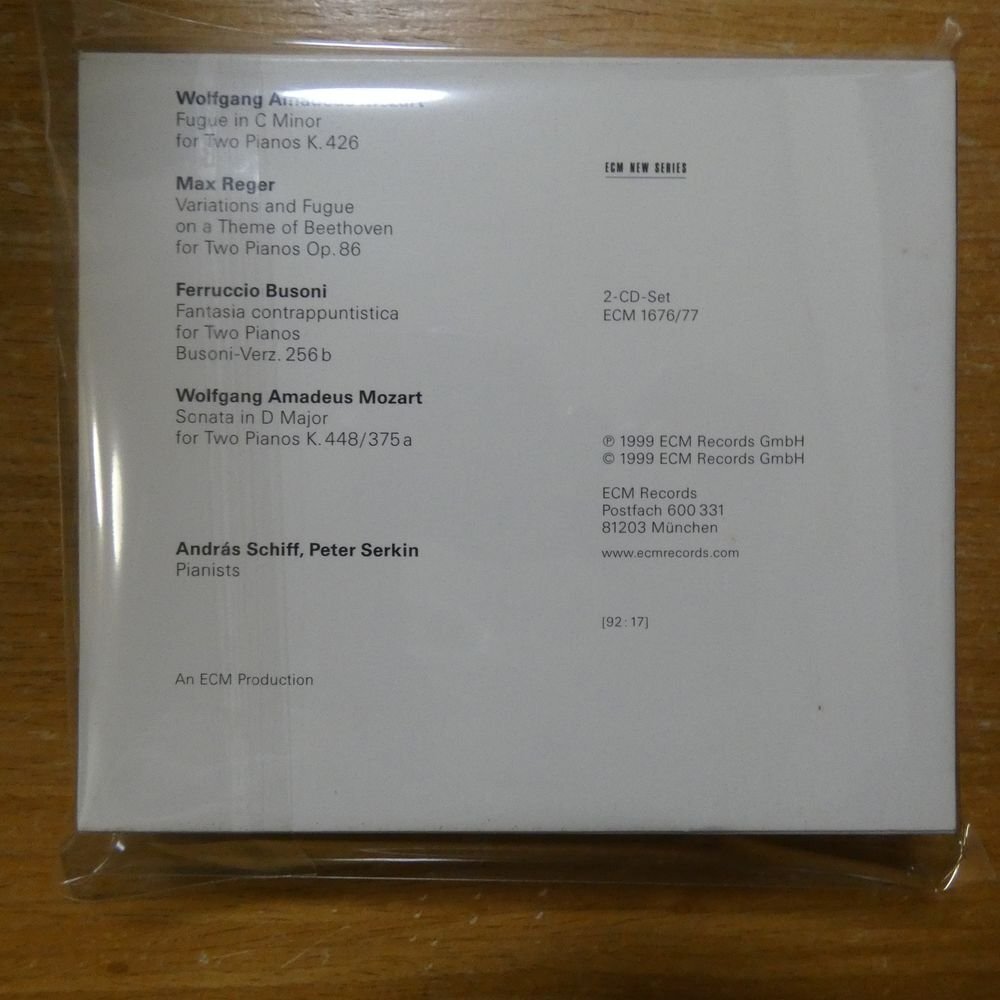 Wolfgang Amadeus Mozart
Fugue in C Minor
for Two Pianos K. 426
Max Reger
Variations and Fugue
on a Theme of Beethoven
for Two Pianos Op. 86
Ferruccio Busoni
Fantasia contrappuntistica
for Two Pianos
Busoni-Verz. 256 b
Wolfgang Amadeus Mozart
Sonata in D Major
for Two Pianos K. 448/375 a
András Schiff, Peter Serkin
Pianists
An ECM Production
ECM NEW SERIES
2-CD-Set
ECM 1676/77
℗ 1999 ECM Records GmbH
© 1999 ECM Records GmbH
ECM Records
Postfach 600 331
81203 München
www.ecmrecords.com
[92 : 17]